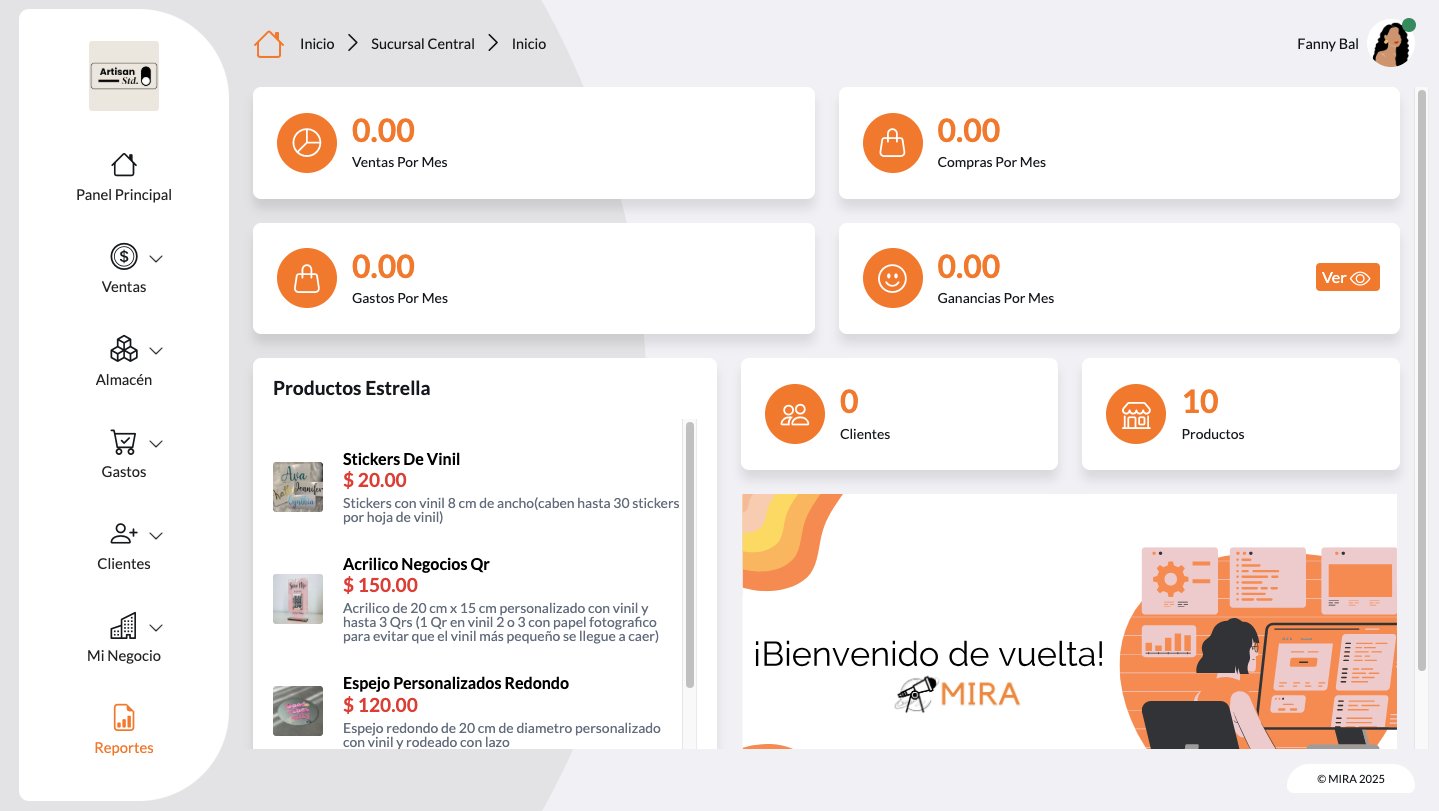 Artisan
Std.
Inicio
Sucursal Central
Inicio
Fanny Bal
Panel Principal
Ventas
Almacén
Gastos
Clientes
Mi Negocio
Reportes
0.00
Ventas Por Mes
0.00
Compras Por Mes
0.00
Gastos Por Mes
0.00
Ganancias Por Mes
Ver
Productos Estrella
Stickers De Vinil
$ 20.00
Stickers con vinil 8 cm de ancho(caben hasta 30 stickers
por hoja de vinil)
Acrilico Negocios Qr
$ 150.00
Acrilico de 20 cm x 15 cm personalizado con vinil y
hasta 3 Qrs (1 Qr en vinil 2 o 3 con papel fotografico
para evitar que el vinil más pequeño se llegue a caer)
Espejo Personalizados Redondo
$ 120.00
Espejo redondo de 20 cm de diametro personalizado
con vinil y rodeado con lazo
0
Clientes
10
Productos
¡Bienvenido de vuelta!
MIRA
© MIRA 2025